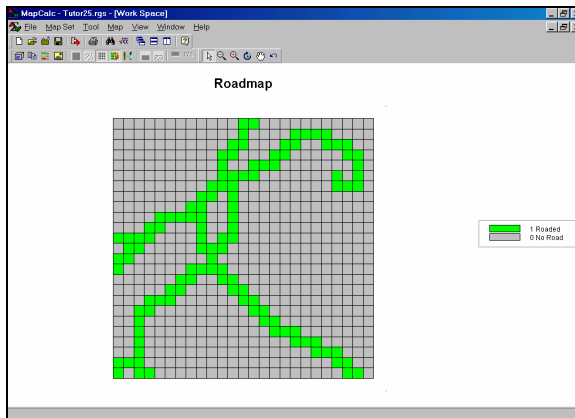 MapCalc - Tutor25.rgs - [Work Space]
File Map Set Tool Map View Window Help
Roadmap
1 Roaded
0 No Road